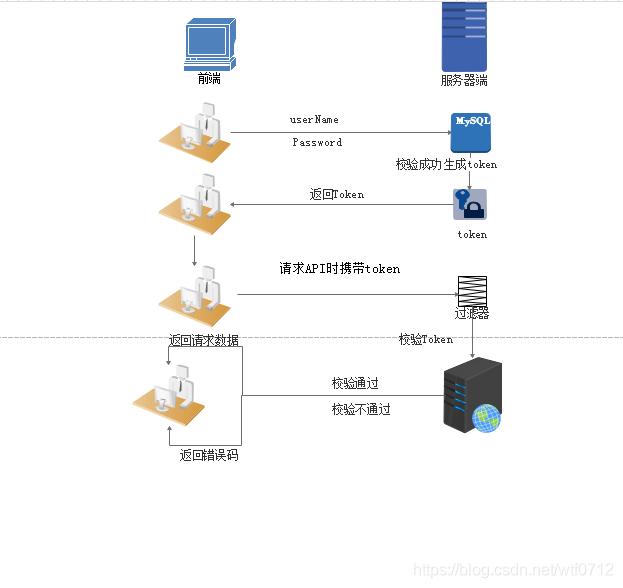 前端
服务器端
userName
MySQL
Password
校验成功生成token
返回Token
token
请求API时携带token
过滤器
返回请求数据
校验Token
校验通过
校验不通过
返回错误码
https://blog.csdn.net/wtf0712